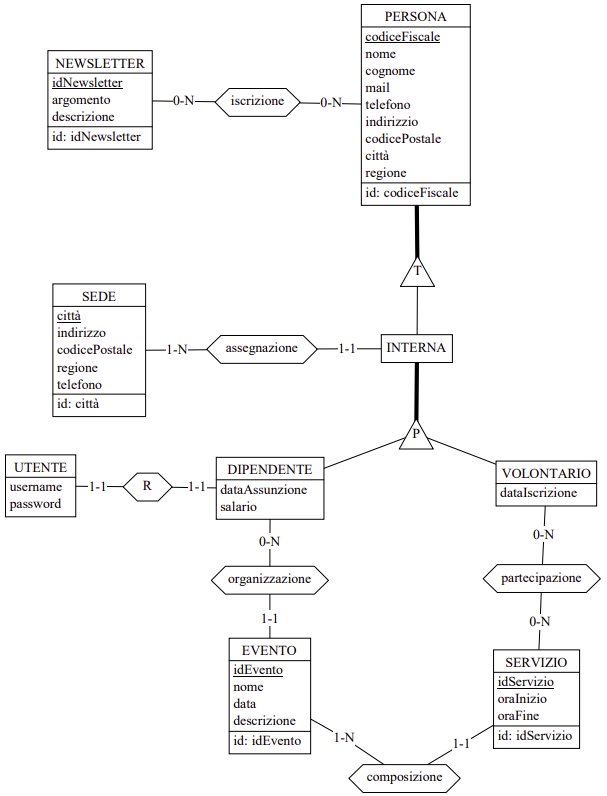 PERSONA
codiceFiscale
nome
cognome
mail
telefono
indirizzio
codicePostale
città
regione
id: codiceFiscale
NEWSLETTER
idNewsletter
argomento
descrizione
id: idNewsletter
0-N
iscrizione
0-N
T
SEDE
città
indirizzo
codicePostale
regione
telefono
id: città
1-N
assegnazione
1-1
INTERNA
P
UTENTE
username
password
1-1
R
1-1
DIPENDENTE
dataAssunzione
salario
VOLONTARIO
dataIscrizione
0-N
organizzazione
1-1
0-N
partecipazione
0-N
EVENTO
idEvento
nome
data
descrizione
id: idEvento
SERVIZIO
idServizio
oraInizio
oraFine
id: idServizio
1-N
composizione
1-1